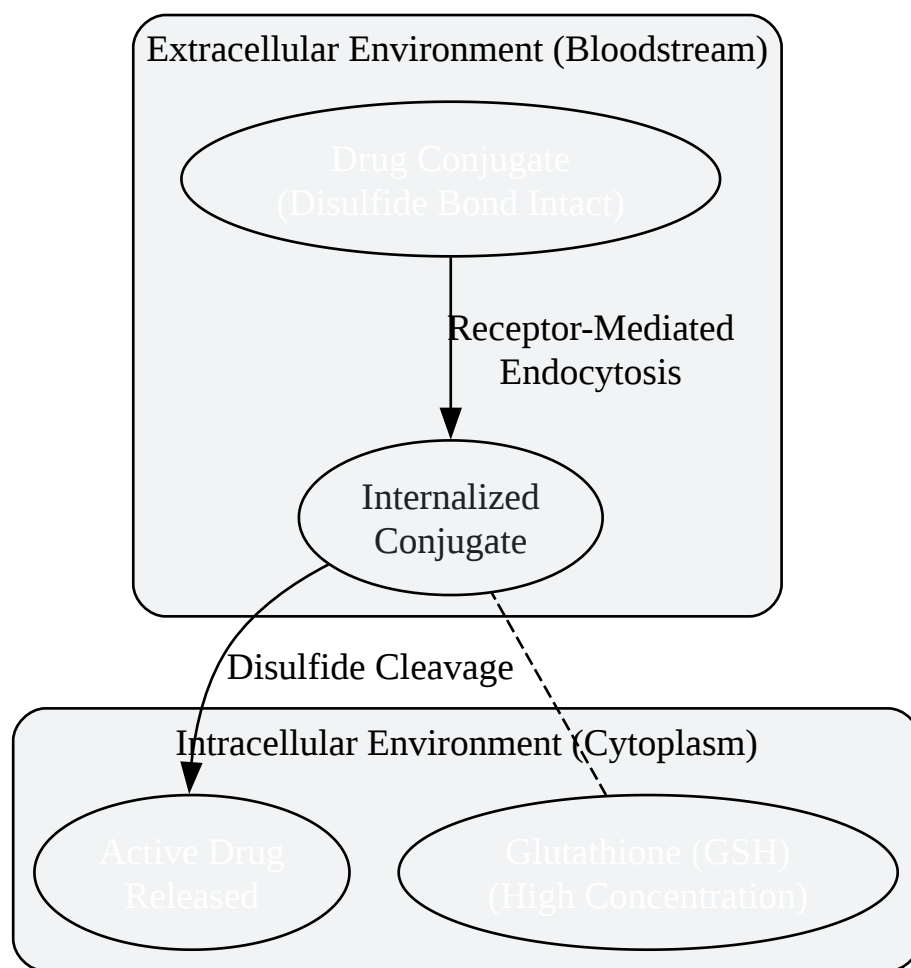 Extracellular Environment (Bloodstream)
Drug Conjugate
(Disulfide Bond Intact)
Receptor-Mediated
Endocytosis
Internalized
Conjugate
Disulfide Cleavage
Intracellular Environment (Cytoplasm)
Active Drug
Released
Glutathione (GSH)
(High Concentration)